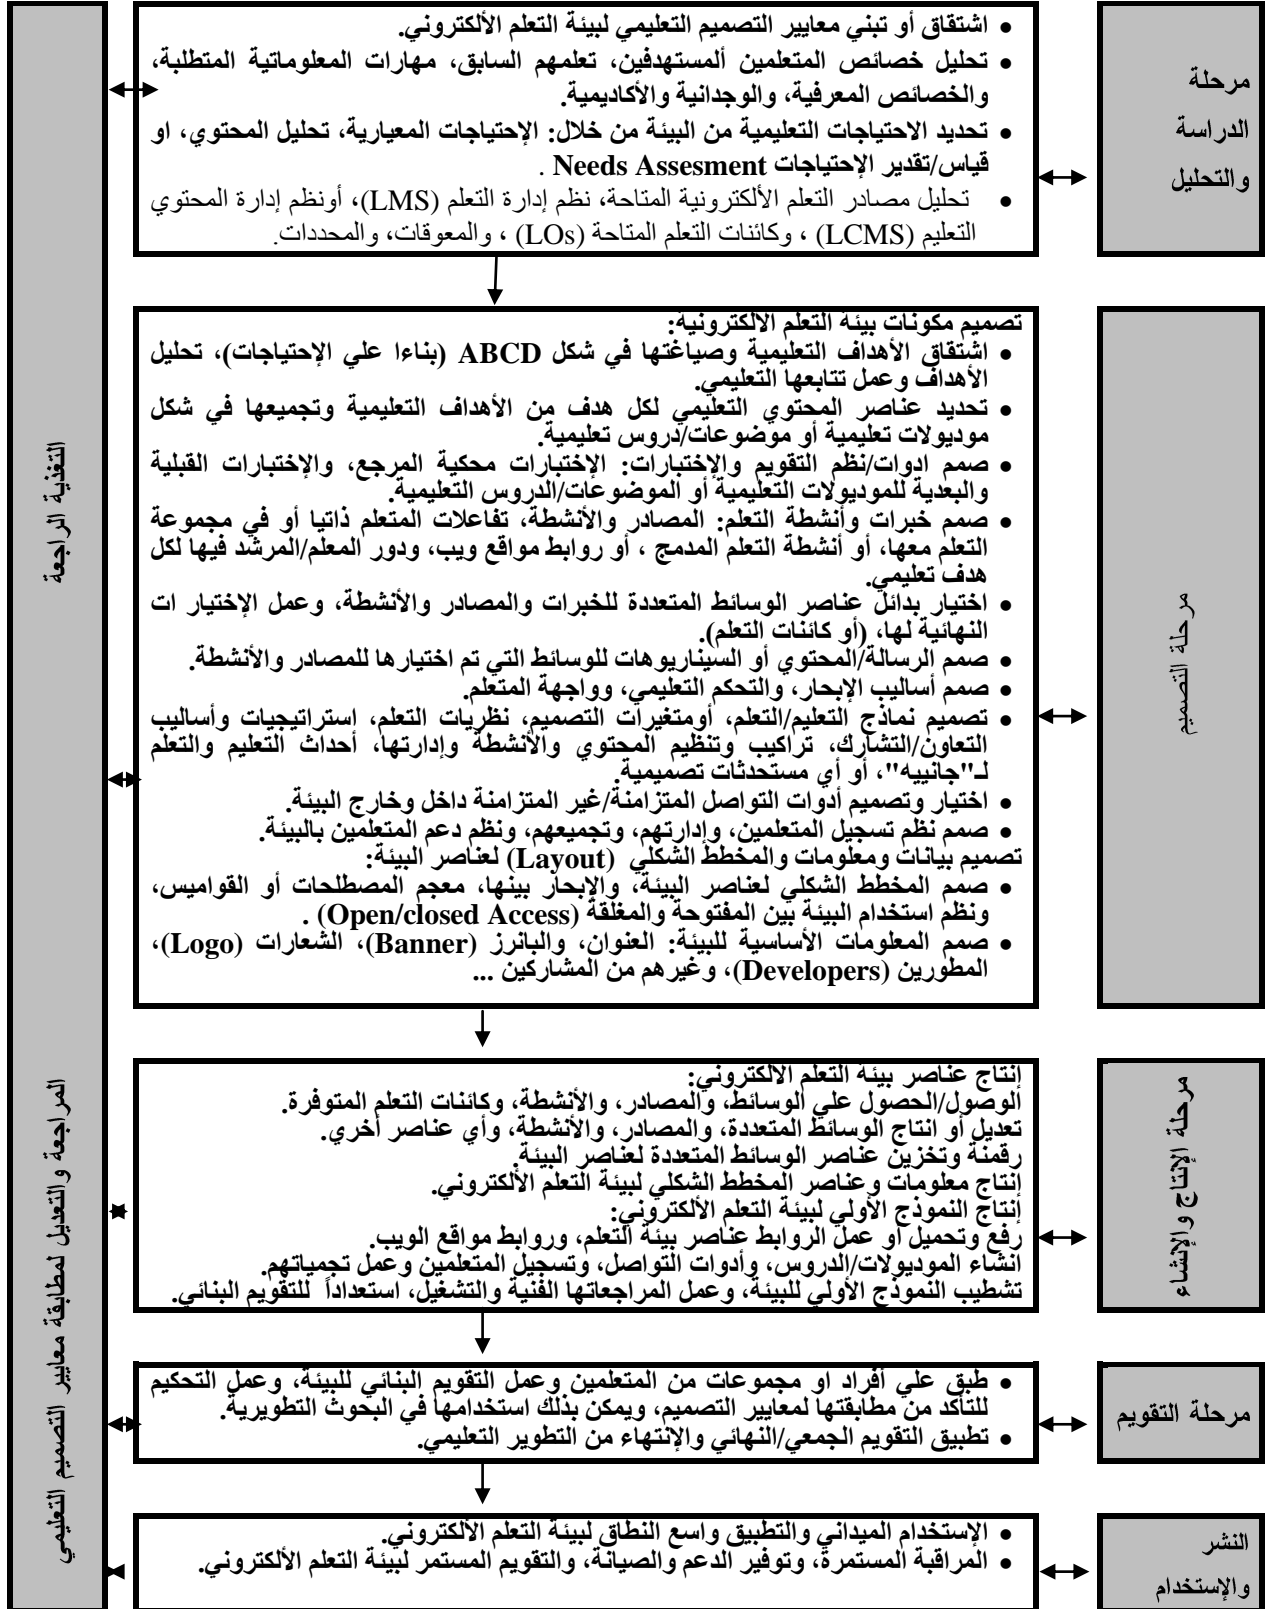 مرحلة
الدراسة
والتحليل
● اشتقاق أو تبني معايير التصميم التعليمي لبيئة التعلم الألكتروني.
● تحليل خصائص المتعلمين ألمستهدفين، تعلمهم السابق، مهارات المعلوماتية المتطلبة،
والخصائص المعرفية، والوجدانية والأكاديمية.
● تحديد الاحتياجات التعليمية من البيئة من خلال: الإحتياجات المعيارية، تحليل المحتوي، او
قياس/تقدير الإحتياجات Needs Assesment .
● تحليل مصادر التعلم الألكترونية المتاحة، نظم إدارة التعلم (LMS)، أونظم إدارة المحتوي
التعليم (LCMS) ، وكائنات التعلم المتاحة (LOs) ، والمعوقات، والمحددات.
مرحلة التصميم
تصميم مكونات بيئة التعلم الالكترونية:
● اشتقاق الأهداف التعليمية وصياغتها في شكل ABCD (بناءا علي الإحتياجات)، تحليل
الأهداف وعمل تتابعها التعليمي.
● تحديد عناصر المحتوي التعليمي لكل هدف من الأهداف التعليمية وتجميعها في شكل
موديولات تعليمية أو موضوعات/دروس تعليمية.
● صمم ادوات/نظم التقويم والإختبارات: الإختبارات محكية المرجع، والإختبارات القبلية
والبعدية للموديولات التعليمية أو الموضوعات/الدروس التعليمية.
● صمم خبرات وأنشطة التعلم: المصادر والأنشطة، تفاعلات المتعلم ذاتيا أو في مجموعة
التعلم معها، أو أنشطة التعلم المدمج ، أو روابط مواقع ويب، ودور المعلم/المرشد فيها لكل
هدف تعليمي.
● اختيار بدائل عناصر الوسائط المتعددة للخبرات والمصادر والأنشطة، وعمل الإختيار ات
النهائية لها، (أو كائنات التعلم).
● صمم الرسالة/المحتوي أو السيناريوهات للوسائط التي تم اختيارها للمصادر والأنشطة.
● صمم أساليب الإبحار، والتحكم التعليمي، وواجهة المتعلم.
● تصميم نماذج التعليم/التعلم، أومتغيرات التصميم، نظريات التعلم، استراتيجيات وأساليب
التعاون/التشارك، تراكيب وتنظيم المحتوي والأنشطة وإدارتها، أحداث التعليم والتعلم
لـ"جانييه"، أو أي مستحدثات تصميمية.
● اختيار وتصميم أدوات التواصل المتزامنة/غير المتزامنة داخل وخارج البيئة.
● صمم نظم تسجيل المتعلمين، وإدارتهم، وتجميعهم، ونظم دعم المتعلمين بالبيئة.
تصميم بيانات ومعلومات والمخطط الشكلي (Layout) لعناصر البيئة:
● صمم المخطط الشكلي لعناصر البيئة، والإبحار بينها، معجم المصطلحات أو القواميس،
ونظم استخدام البيئة بين المفتوحة والمغلقة (Open/closed Access) .
● صمم المعلومات الأساسية للبيئة: العنوان، والبانرز (Banner)، الشعارات (Logo)،
المطورين (Developers)، وغيرهم من المشاركين ...
مرحلة الإنتاج والإنشاء
إنتاج عناصر بيئة التعلم الالكتروني:
الوصول/الحصول علي الوسائط، والمصادر، والأنشطة، وكائنات التعلم المتوفرة.
تعديل أو انتاج الوسائط المتعددة، والمصادر، والأنشطة، وأي عناصر أخري.
رقمنة وتخزين عناصر الوسائط المتعددة لعناصر البيئة.
إنتاج معلومات وعناصر المخطط الشكلي لبيئة التعلم الألكتروني.
إنتاج النموذج الأولي لبيئة التعلم الألكتروني:
رفع وتحميل او عمل الروابط عناصر بيئة التعلم، وروابط مواقع الويب.
انشاء الموديولات/الدروس، وأدوات التواصل، وتسجيل المتعلمين وعمل تجمياتهم.
تشطيب النموذج الأولي للبيئة، وعمل المراجعاتها الفنية والتشغيل، استعداداً للتقويم البنائي.
مرحلة التقويم
● طبق علي أفراد او مجموعات من المتعلمين وعمل التقويم البنائي للبيئة، وعمل التحكيم
للتأكد من مطابقتها لمعايير التصميم، ويمكن بذلك استخدامها في البحوث التطويرية.
● تطبيق التقويم الجمعي/النهائي والإنتهاء من التطوير التعليمي.
النشر
والإستخدام
● الإستخدام الميداني والتطبيق واسع النطاق لبيئة التعلم الألكتروني.
● المراقبة المستمرة، وتوفير الدعم والصيانة، والتقويم المستمر لبيئة التعلم الألكتروني.
التغذية الراجعة
المراجعة والتعديل لمطابقة معايير التصميم التعليمي